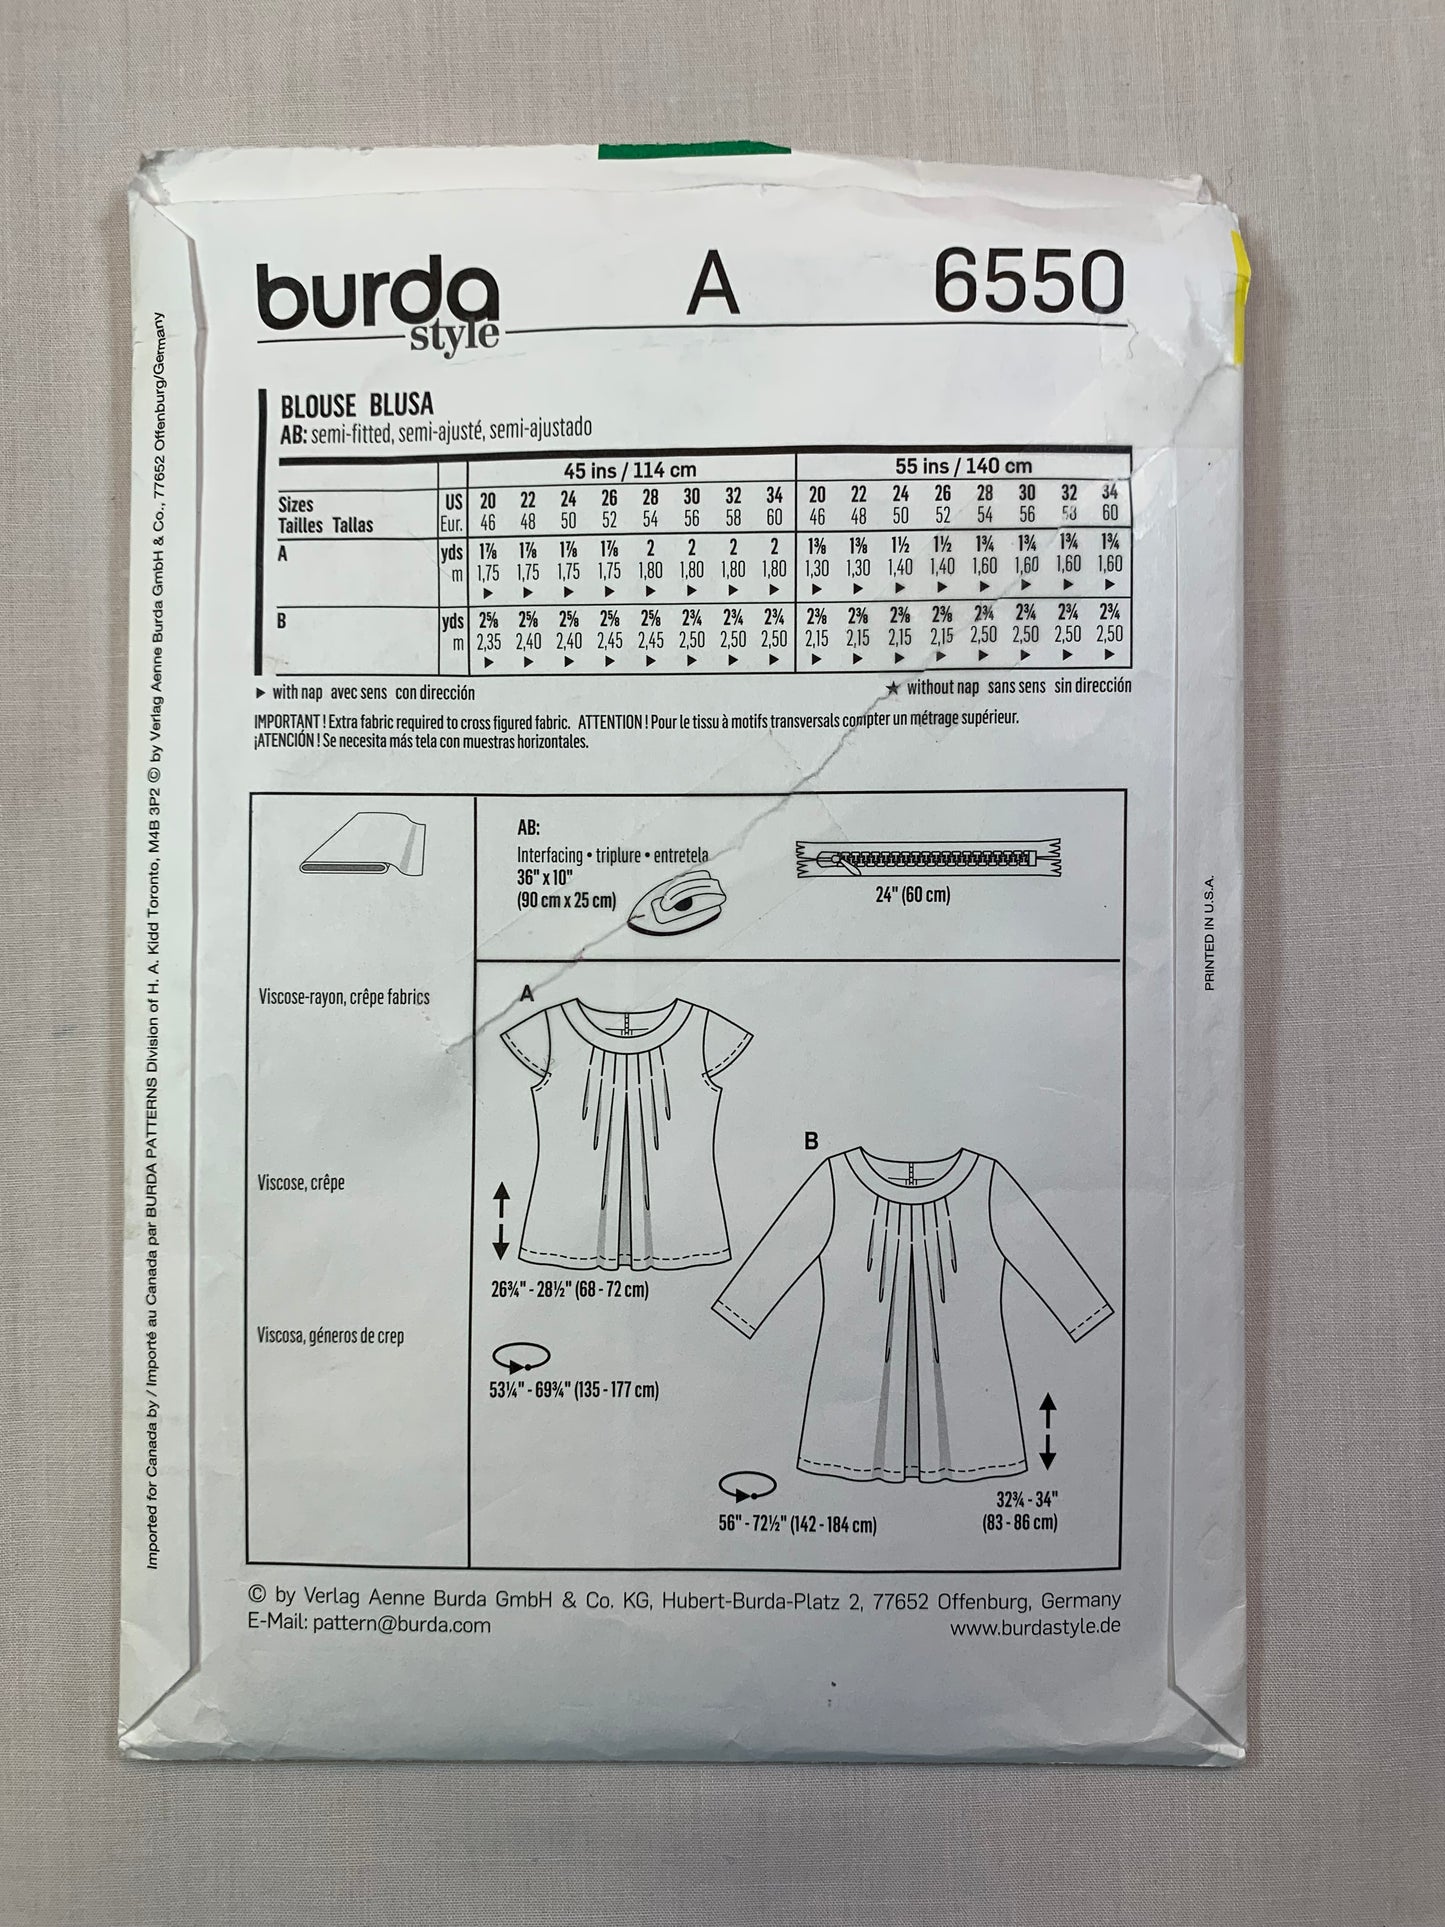 burda style A 6550
BLOUSE BLUSA
AB: semi-fitted, semi-ajusté, semi-ajustado
45 ins / 114 cm 55 ins / 140 cm
Sizes US 20 22 24 26 28 30 32 34 20 22 24 26 28 30 32 34
Tailles Tallas Eur. 46 48 50 52 54 56 58 60 46 48 50 52 54 56 58 60
A yds 1⅞ 1⅞ 1⅞ 1⅞ 2 2 2 2 1⅜ 1⅜ 1½ 1½ 1¾ 1¾ 1¾ 1¾
m 1,75 1,75 1,75 1,75 1,80 1,80 1,80 1,80 1,30 1,30 1,40 1,40 1,60 1,60 1,60 1,60
▶ ▶ ▶ ▶ ▶ ▶ ▶ ▶ ▶ ▶ ▶ ▶ ▶ ▶ ▶ ▶
B yds 2⅝ 2⅝ 2⅝ 2⅝ 2⅝ 2¾ 2¾ 2¾ 2⅜ 2⅜ 2⅜ 2⅜ 2¾ 2¾ 2¾ 2¾
m 2,35 2,40 2,40 2,45 2,45 2,50 2,50 2,50 2,15 2,15 2,15 2,15 2,50 2,50 2,50 2,50
▶ ▶ ▶ ▶ ▶ ▶ ▶ ▶ ▶ ▶ ▶ ▶ ▶ ▶ ▶ ▶
▶ with nap avec sens con dirección ★ without nap sans sens sin dirección
IMPORTANT ! Extra fabric required to cross figured fabric. ATTENTION ! Pour le tissu à motifs transversals compter un métrage supérieur.
¡ATENCIÓN ! Se necesita más tela con muestras horizontales.
AB:
Interfacing • triplure • entretela
36" x 10"
(90 cm x 25 cm)
24" (60 cm)
Viscose-rayon, crêpe fabrics
Viscose, crêpe
Viscosa, géneros de crep
A
26¾" - 28½" (68 - 72 cm)
53¼" - 69¾" (135 - 177 cm)
B
56" - 72½" (142 - 184 cm)
32¾ - 34"
(83 - 86 cm)
© by Verlag Aenne Burda GmbH & Co. KG, Hubert-Burda-Platz 2, 77652 Offenburg, Germany
E-Mail: pattern@burda.com www.burdastyle.de
Imported for Canada by / Importé au Canada par BURDA PATTERNS Division of H. A. Kidd Toronto, M4B 3P2 © by Verlag Aenne Burda GmbH & Co., 77652 Offenburg/Germany
PRINTED IN U.S.A.